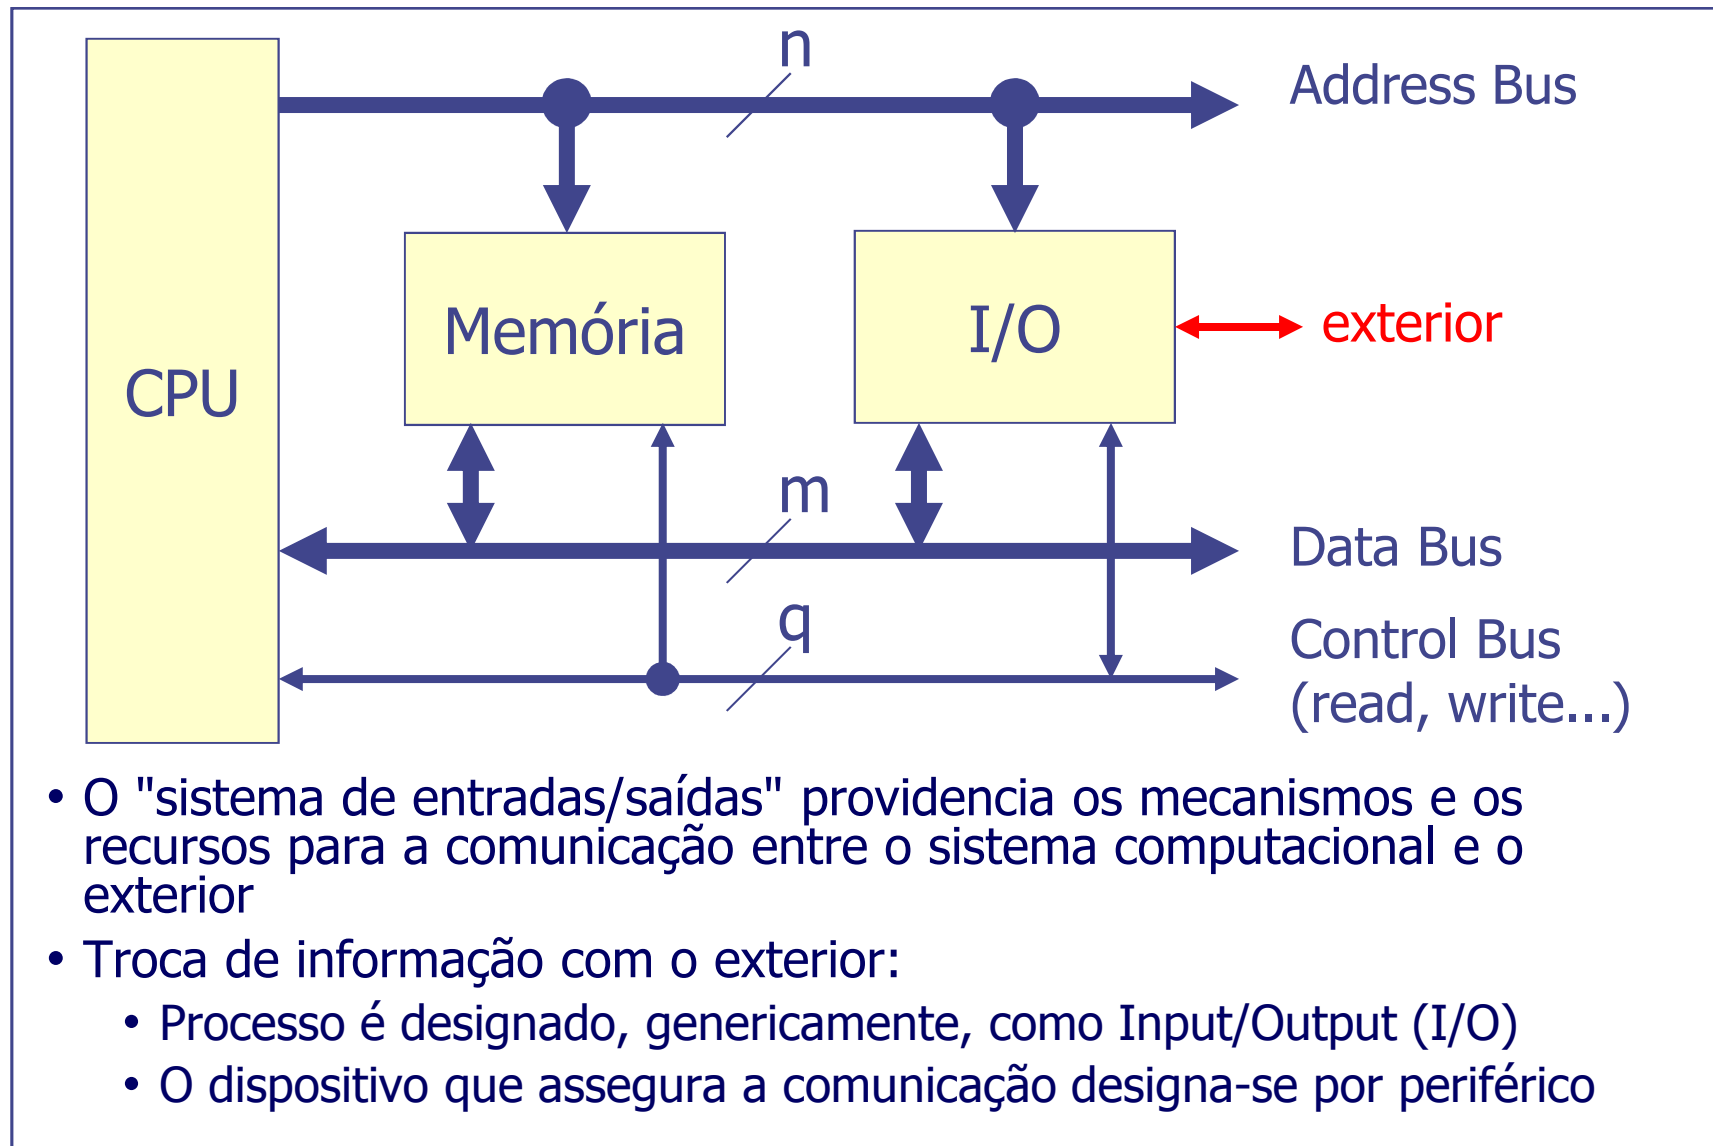 n
Address Bus
CPU
Memória
I/O
exterior
m
Data Bus
q
Control Bus
(read, write...)
• O "sistema de entradas/saídas" providencia os mecanismos e os
recursos para a comunicação entre o sistema computacional e o
exterior
• Troca de informação com o exterior:
• Processo é designado, genericamente, como Input/Output (I/O)
• O dispositivo que assegura a comunicação designa-se por periférico